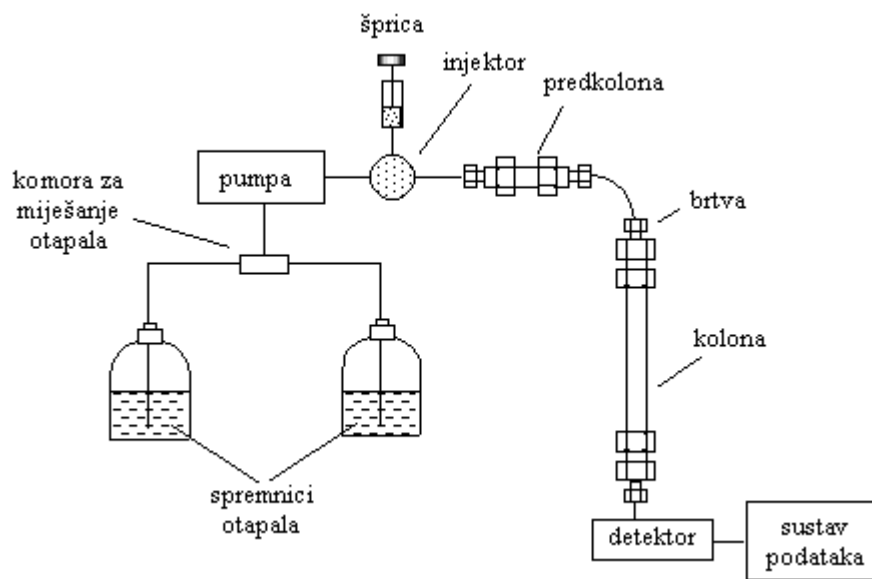 šprica
injektor
predkolona
pumpa
komora za
miješanje
otapala
brtva
kolona
spremnici
otapala
detektor
sustav
podataka